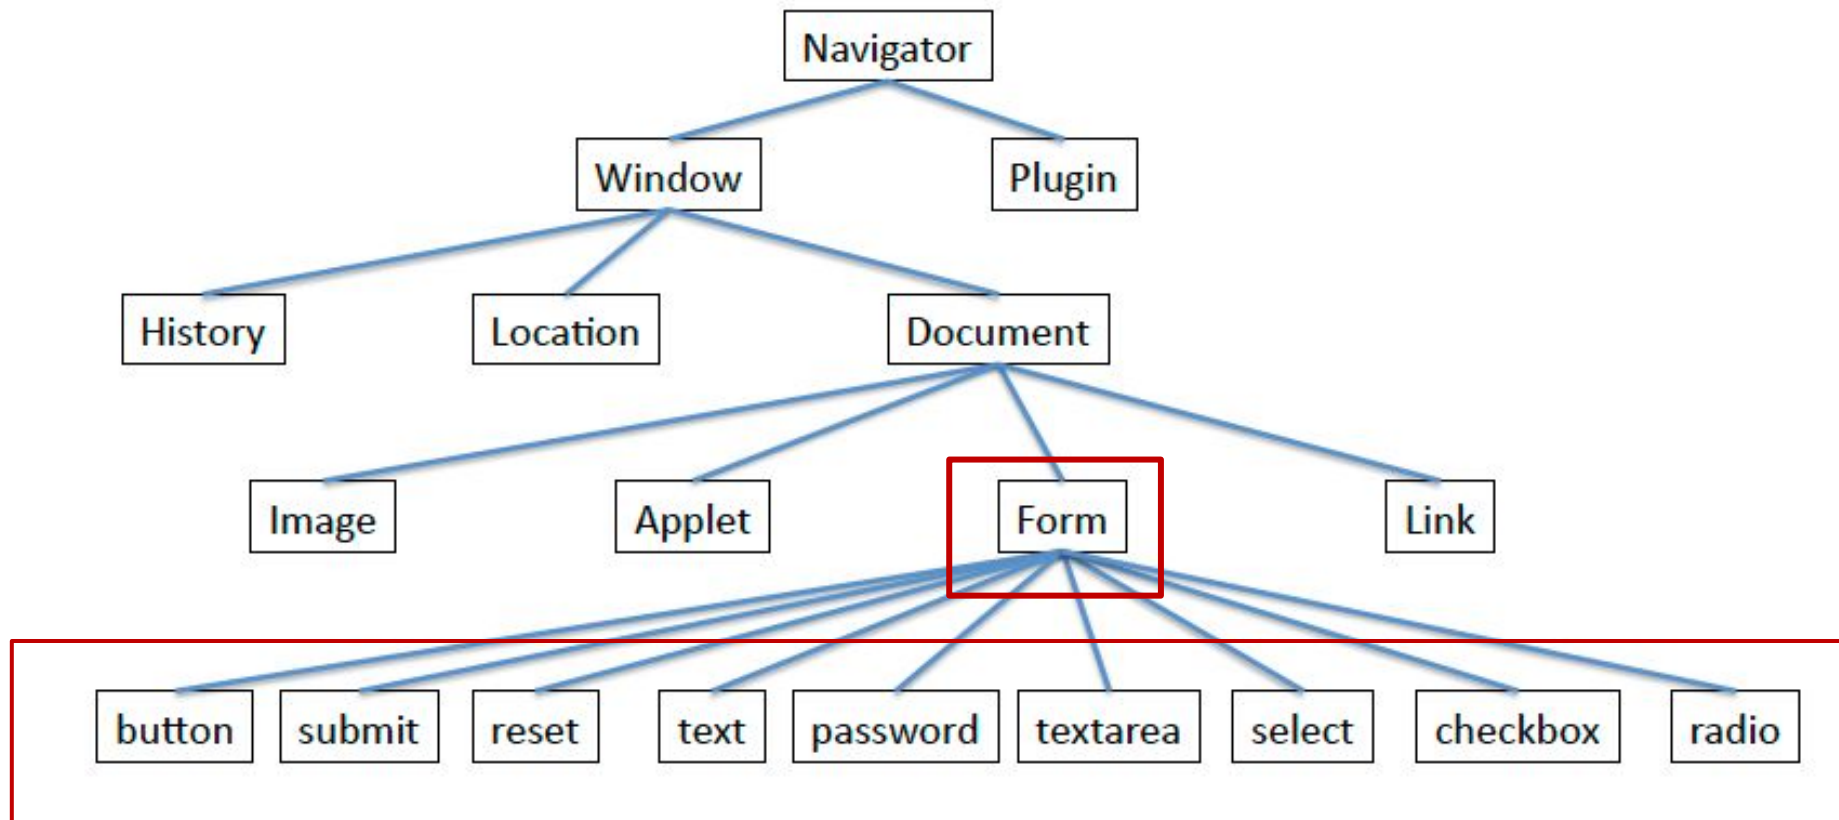 Navigator
Window
Plugin
History
Location
Document
Image
Applet
Form
Link
button
submit
reset
text
password
textarea
select
checkbox
radio